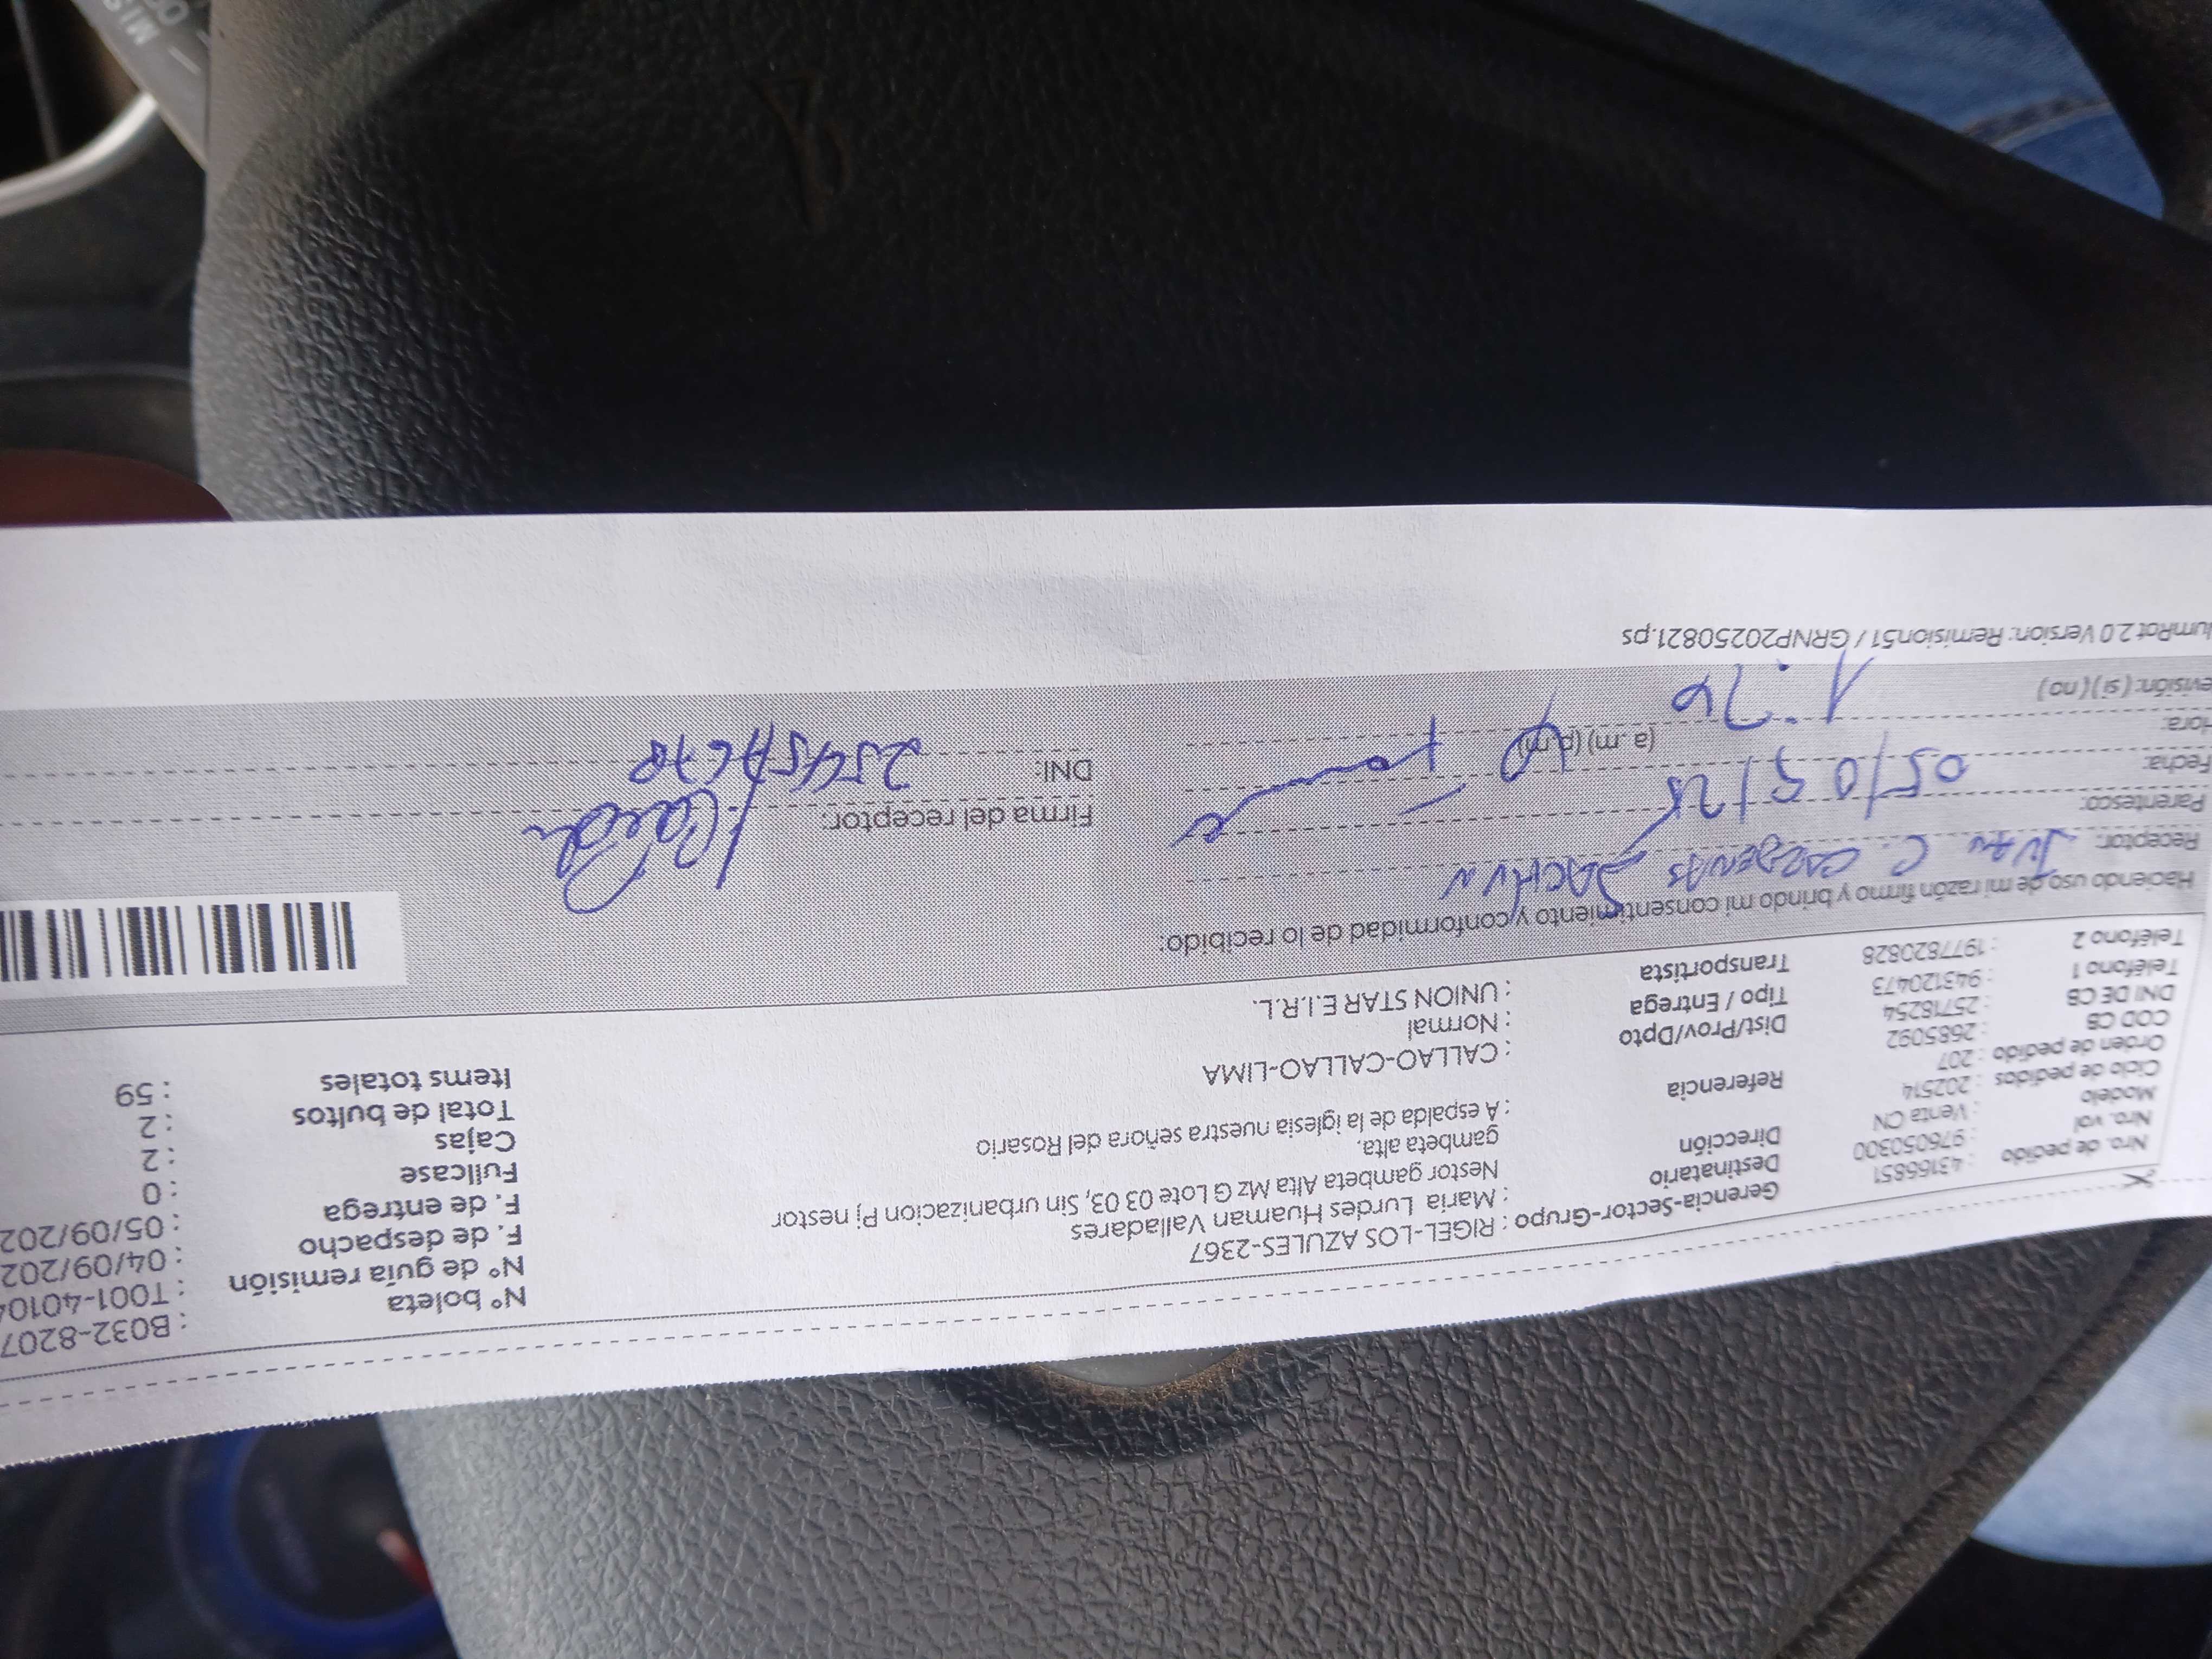 Nro. de pedido : 43166851
Nro. vol : 976050300
Modelo : Venta CN
Ciclo de pedidos : 202514
Orden de pedido : 207
COD CB : 2685092
DNI DE CB : 25718254
Teléfono 1 : 943120473
Teléfono 2 : 1977820828
Gerencia-Sector-Grupo : RIGEL-LOS AZULES-2367
Destinatario : Maria Lurdes Huaman Valladares
Dirección Nestor gambeta Alta Mz G Lote 03 03, Sin urbanizacion Pj nestor
gambeta alta.
Referencia : A espalda de la iglesia nuestra señora del Rosario
Dist/Prov/Dpto : CALLAO-CALLAO-LIMA
Tipo / Entrega : Normal
Transportista : UNION STAR E.I.R.L.
N° boleta : B032-8207
N° de guía remisión : T001-4010
F. de despacho : 04/09/202
F. de entrega : 05/09/202
Fullcase : 0
Cajas : 2
Total de bultos : 2
Items totales : 59
Haciendo uso de mi razón firmo y brindo mi consentimiento y conformidad de lo recibido:
Receptor: JUAN C. CARDENAS
Parentesco:
Fecha: 05/09/25
Hora: (a .m) (p.m)
evisión: ( si ) ( no )
Firma del receptor:
DNI:
umRot 2.0 Version: Remision51 / GRNP20250821.ps